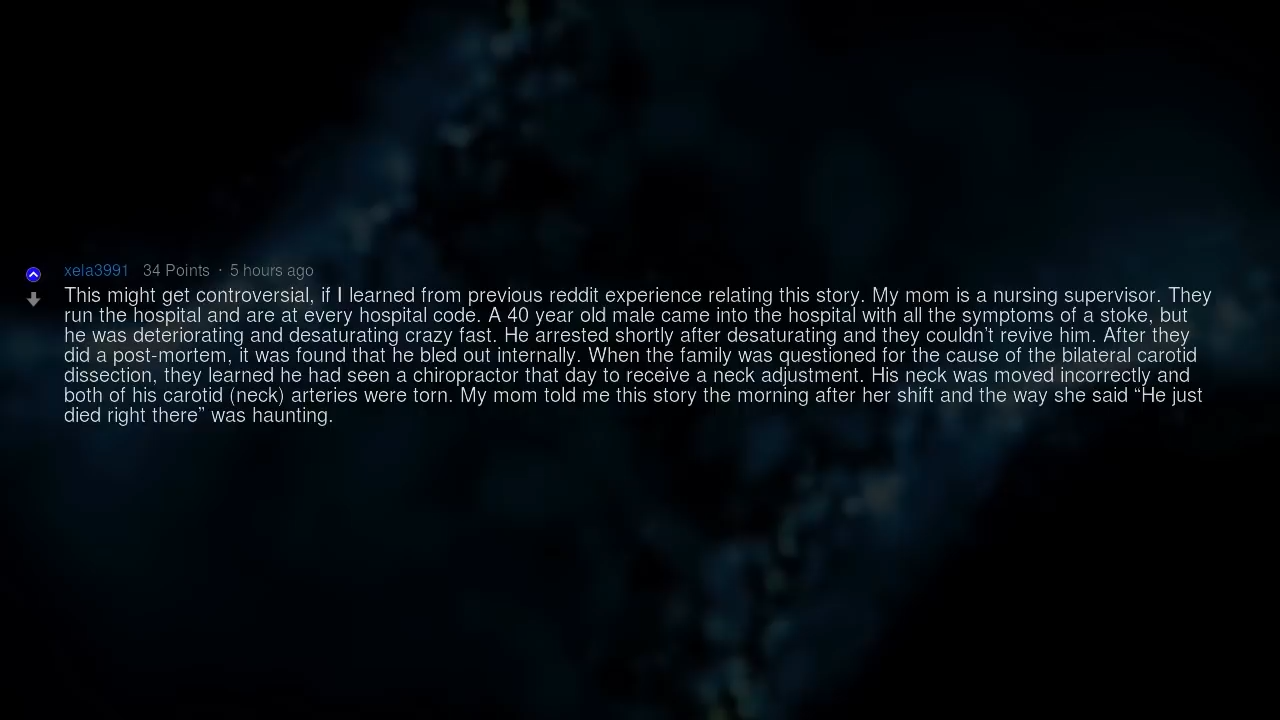 xela3991 34 Points · 5 hours ago
This might get controversial, if I learned from previous reddit experience relating this story. My mom is a nursing supervisor. They
run the hospital and are at every hospital code. A 40 year old male came into the hospital with all the symptoms of a stoke, but
he was deteriorating and desaturating crazy fast. He arrested shortly after desaturating and they couldn't revive him. After they
did a post-mortem, it was found that he bled out internally. When the family was questioned for the cause of the bilateral carotid
dissection, they learned he had seen a chiropractor that day to receive a neck adjustment. His neck was moved incorrectly and
both of his carotid (neck) arteries were torn. My mom told me this story the morning after her shift and the way she said “He just
died right there” was haunting.